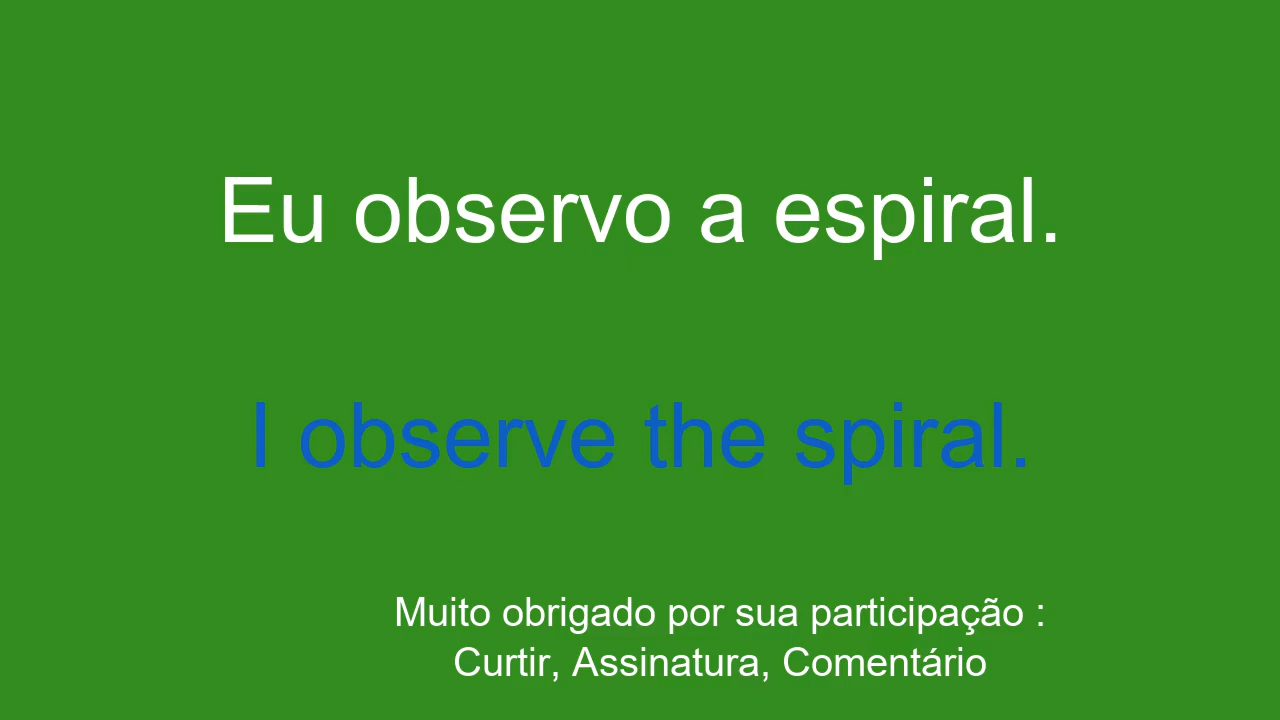 Eu observo a espiral.
I observe the spiral.
Muito obrigado por sua participação :
Curtir, Assinatura, Comentário